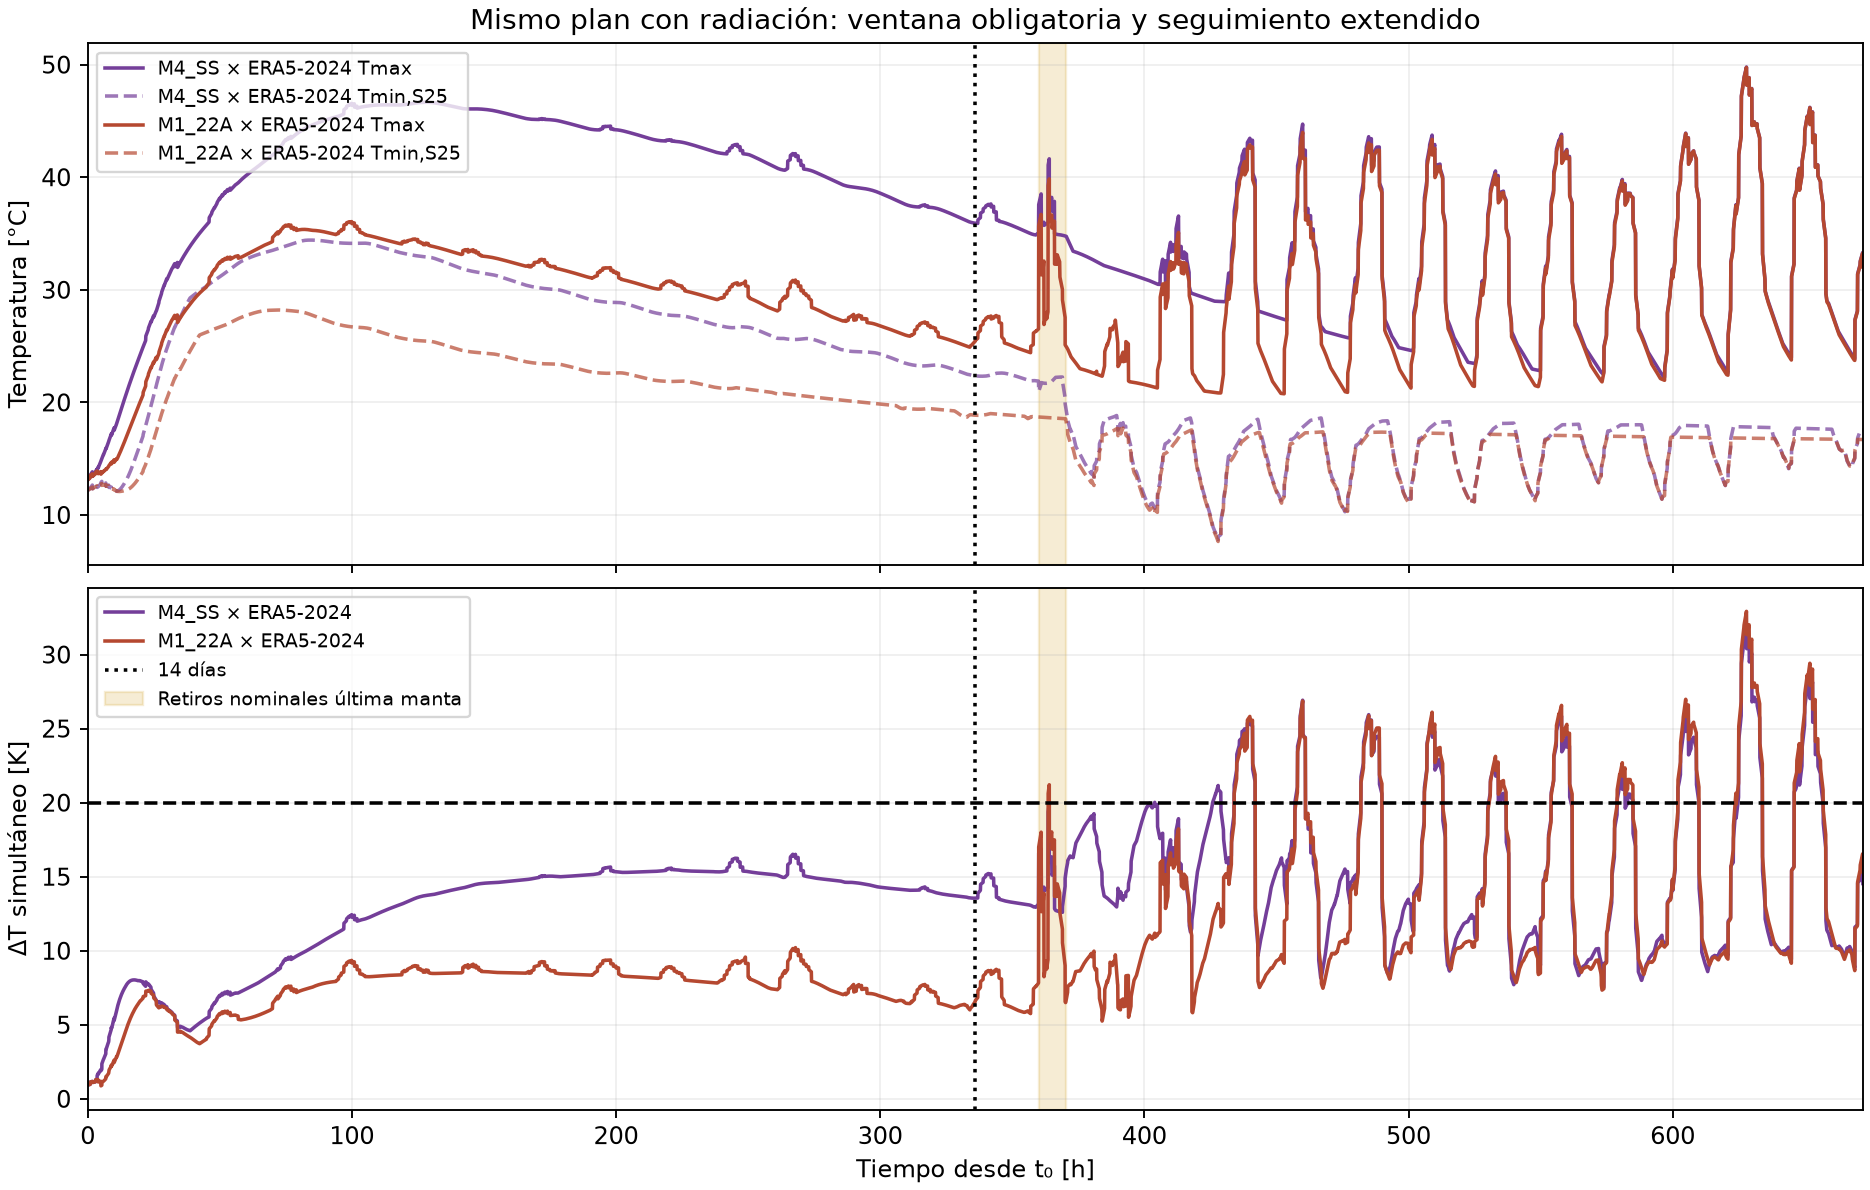 Mismo plan con radiación: ventana obligatoria y seguimiento extendido
Temperatura [°C]
50
40
30
20
10
M4_SS × ERA5-2024 Tmax
M4_SS × ERA5-2024 Tmin,S25
M1_22A × ERA5-2024 Tmax
M1_22A × ERA5-2024 Tmin,S25
ΔT simultáneo [K]
30
25
20
15
10
5
0
M4_SS × ERA5-2024
M1_22A × ERA5-2024
14 días
Retiros nominales última manta
0 100 200 300 400 500 600
Tiempo desde t₀ [h]